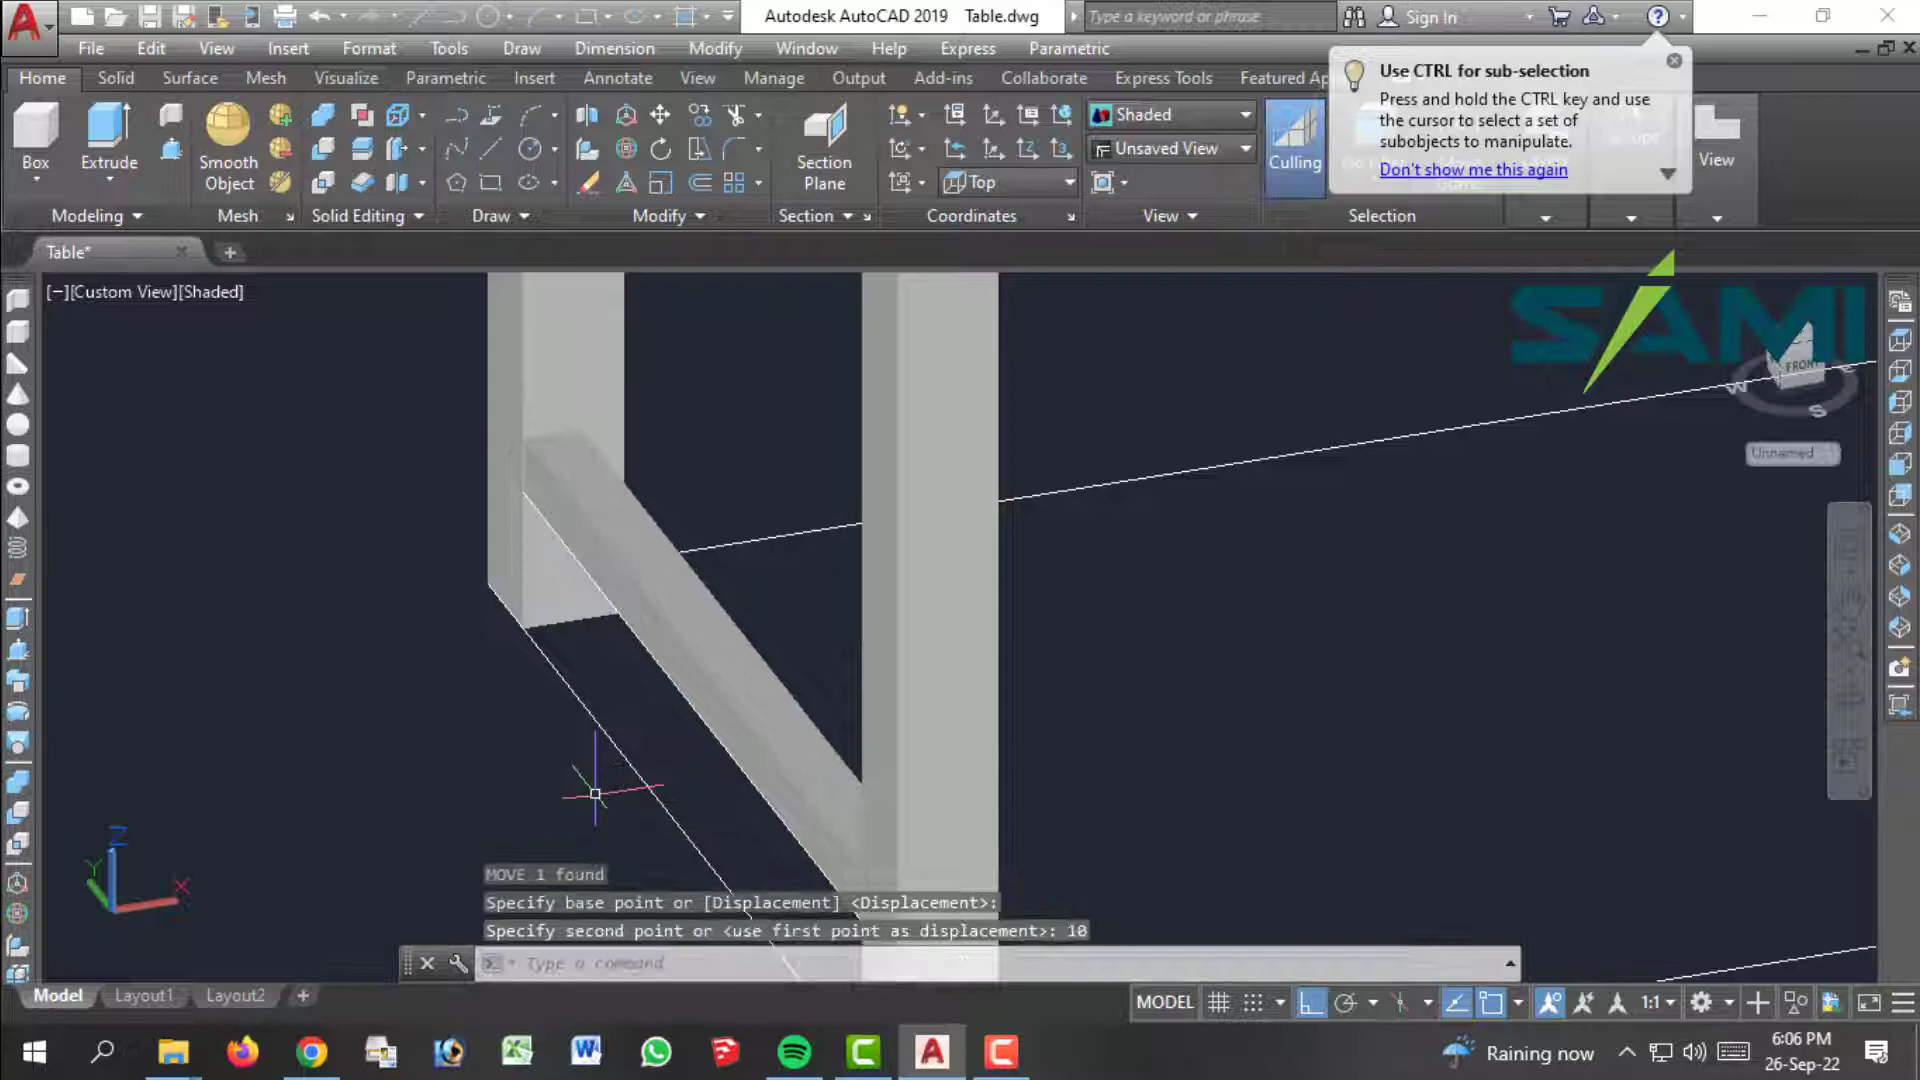 Autodesk AutoCAD 2019 Table.dwg
Type a keyword or phrase
Sign In
File Edit View Insert Format Tools Draw Dimension Modify Window Help Express Parametric
Home Solid Surface Mesh Visualize Parametric Insert Annotate View Manage Output Add-ins Collaborate Express Tools Featured Ap
Use CTRL for sub-selection
Press and hold the CTRL key and use
the cursor to select a set of
subobjects to manipulate.
Don't show me this again
Box
Extrude
Smooth
Object
Section
Plane
Top
Shaded
Unsaved View
Culling
View
Modeling Mesh Solid Editing Draw Modify Section Coordinates View Selection
Table*
[−][Custom View][Shaded]
SAMI
FRONT
W
S
Unnamed
Z
Y
X
MOVE 1 found
Specify base point or [Displacement] <Displacement>:
Specify second point or <use first point as displacement>: 10
Type a command
Model Layout1 Layout2
MODEL
1:1
Raining now
6:06 PM
26-Sep-22